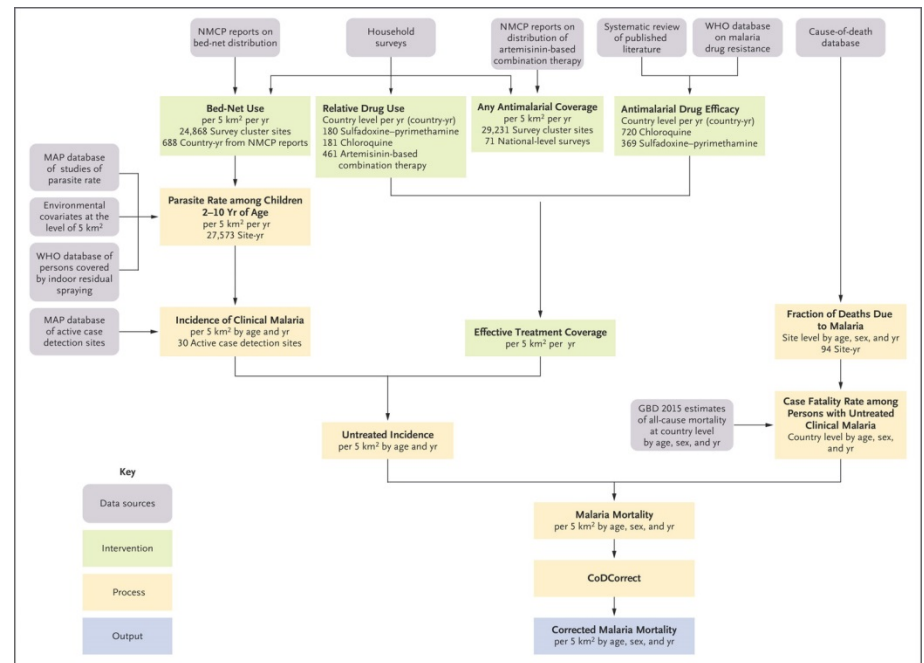 NMCP reports on
bed-net distribution
Household
surveys
NMCP reports on
distribution of
artemisinin-based
combination therapy
Systematic review
of published
literature
WHO database
on malaria
drug resistance
Cause-of-death
database
Bed-Net Use
per 5 km² per yr
24,868 Survey cluster sites
688 Country-yr from NMCP reports
Relative Drug Use
Country level per yr (country-yr)
180 Sulfadoxine–pyrimethamine
181 Chloroquine
461 Artemisinin-based
combination therapy
Any Antimalarial Coverage
per 5 km² per yr
29,231 Survey cluster sites
71 National-level surveys
Antimalarial Drug Efficacy
Country level per yr (country-yr)
720 Chloroquine
369 Sulfadoxine–pyrimethamine
MAP database
of studies of
parasite rate
Environmental
covariates at the
level of 5 km²
WHO database of
persons covered
by indoor residual
spraying
Parasite Rate among Children
2–10 Yr of Age
per 5 km² per yr
27,573 Site-yr
MAP database
of active case
detection sites
Incidence of Clinical Malaria
per 5 km² by age and yr
30 Active case detection sites
Effective Treatment Coverage
per 5 km² per yr
Fraction of Deaths Due
to Malaria
Site level by age, sex, and yr
94 Site-yr
GBD 2015 estimates
of all-cause mortality
at country level
by age, sex, and yr
Case Fatality Rate among
Persons with Untreated
Clinical Malaria
Country level by age, sex,
and yr
Untreated Incidence
per 5 km² by age and yr
Key
Data sources
Intervention
Process
Output
Malaria Mortality
per 5 km² by age, sex, and yr
CoDCorrect
Corrected Malaria Mortality
per 5 km² by age, sex, and yr